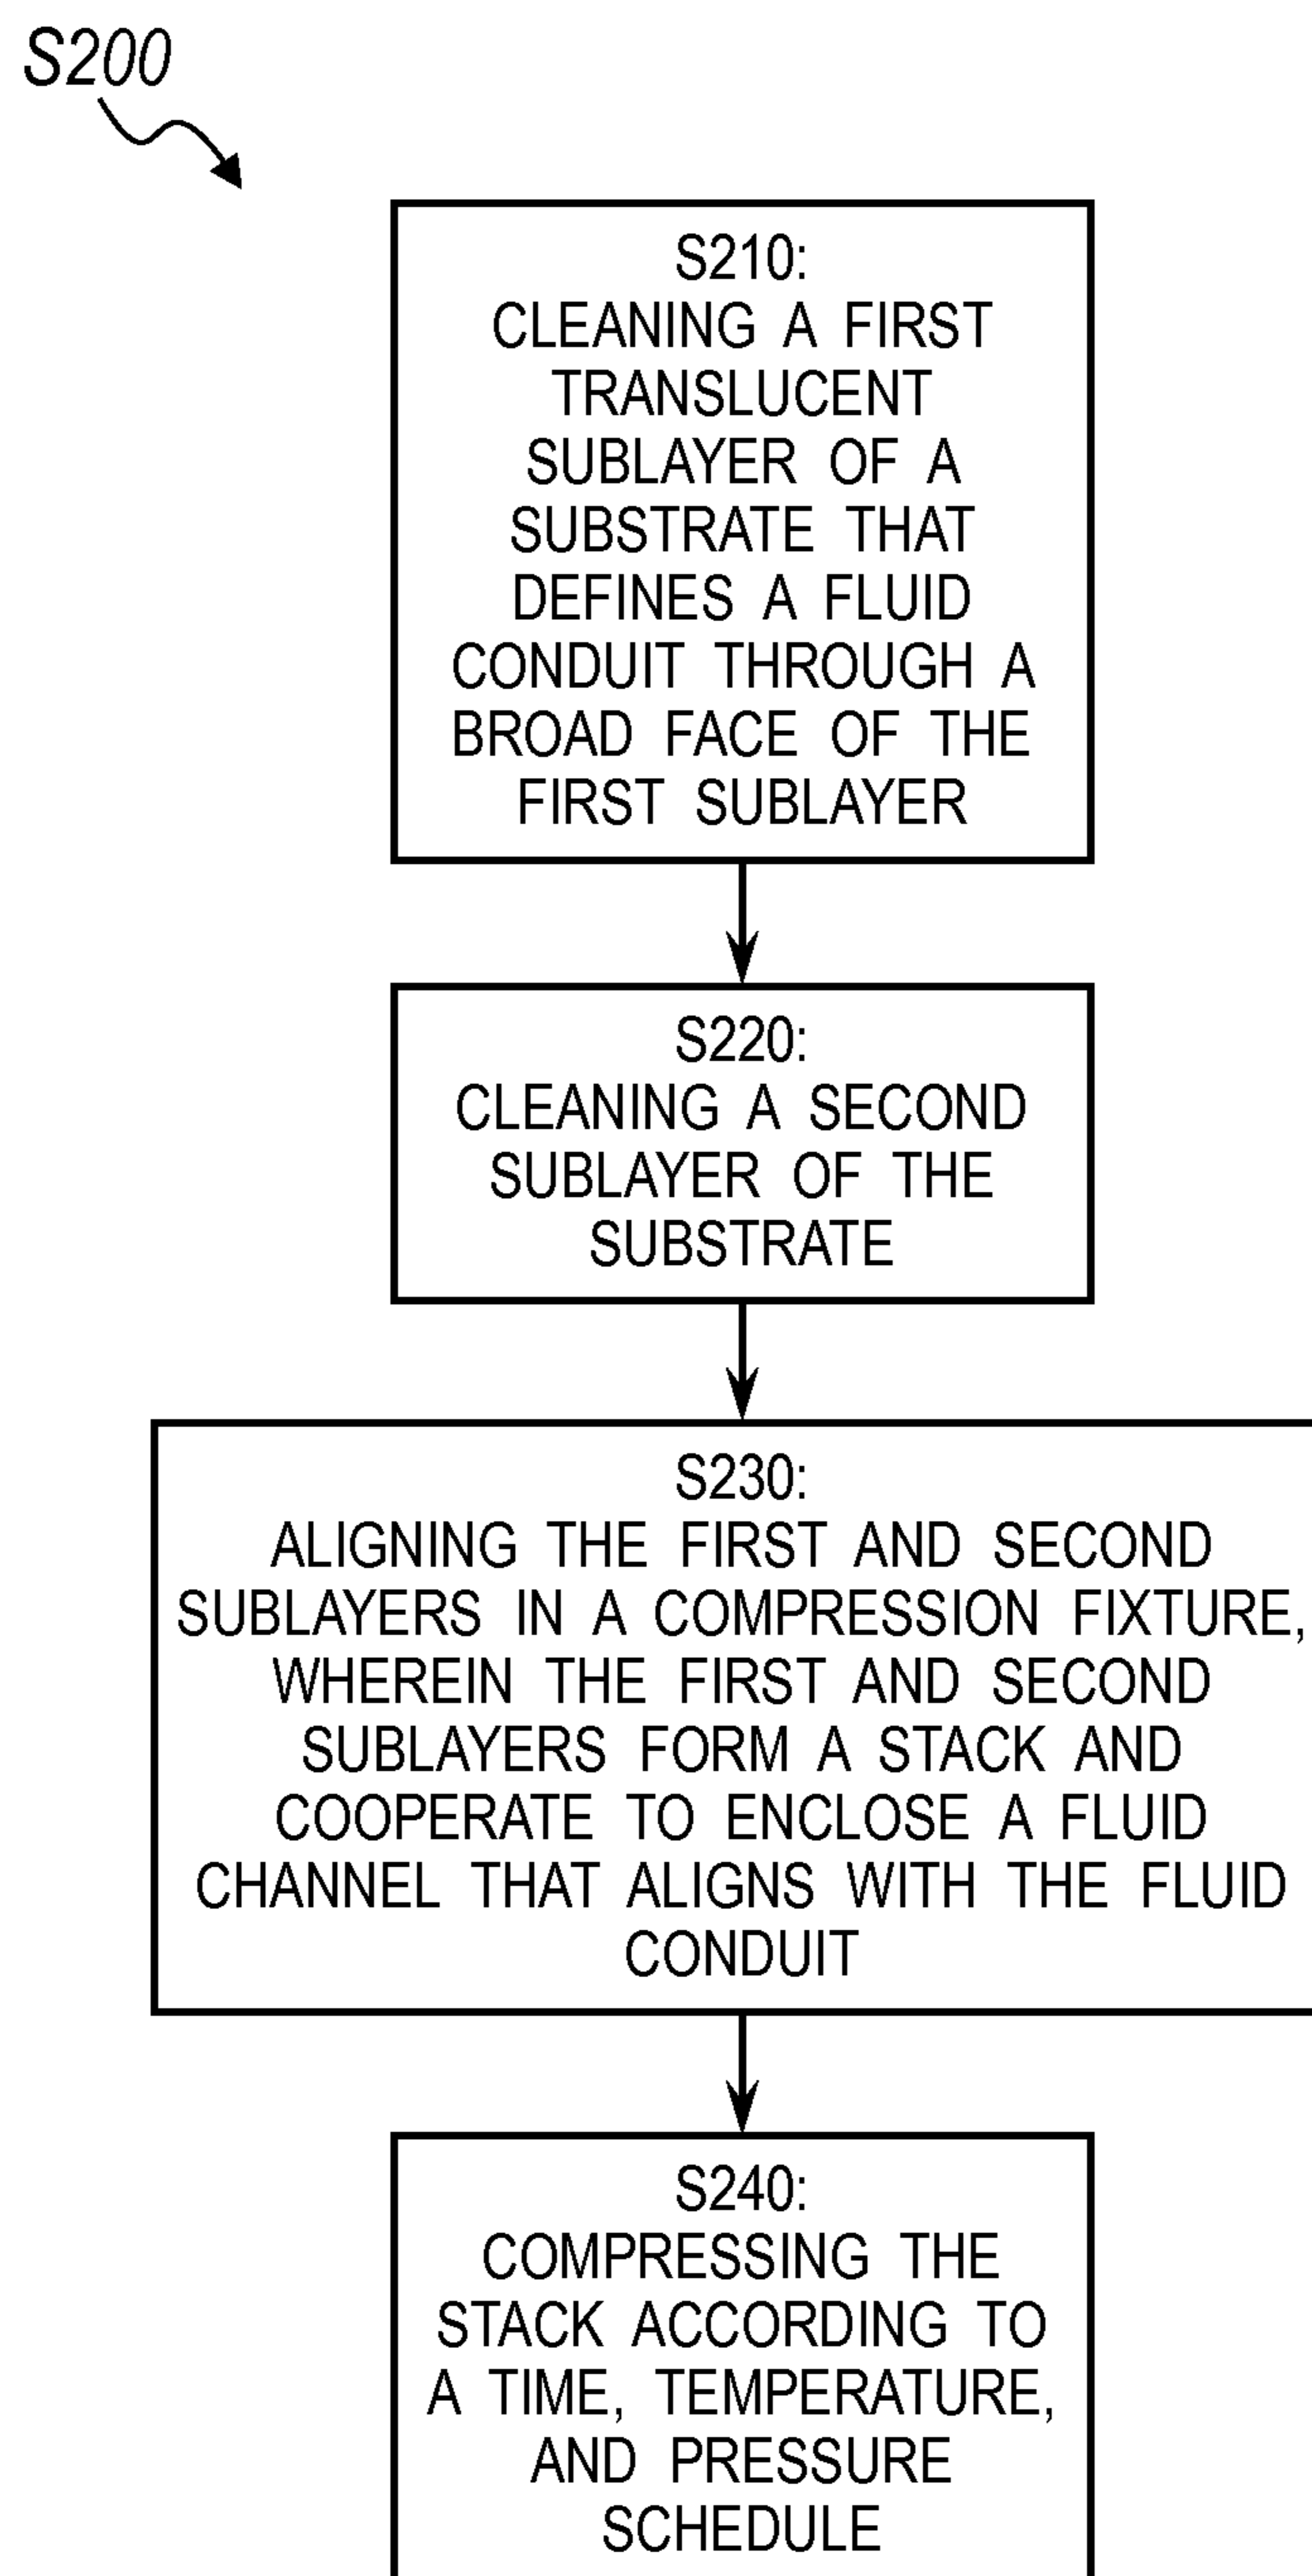 S200
S210:
CLEANING A FIRST
TRANSLUCENT
SUBLAYER OF A
SUBSTRATE THAT
DEFINES A FLUID
CONDUIT THROUGH A
BROAD FACE OF THE
FIRST SUBLAYER
S220:
CLEANING A SECOND
SUBLAYER OF THE
SUBSTRATE
S230:
ALIGNING THE FIRST AND SECOND
SUBLAYERS IN A COMPRESSION FIXTURE,
WHEREIN THE FIRST AND SECOND
SUBLAYERS FORM A STACK AND
COOPERATE TO ENCLOSE A FLUID
CHANNEL THAT ALIGNS WITH THE FLUID
CONDUIT
S240:
COMPRESSING THE
STACK ACCORDING TO
A TIME, TEMPERATURE,
AND PRESSURE
SCHEDULE